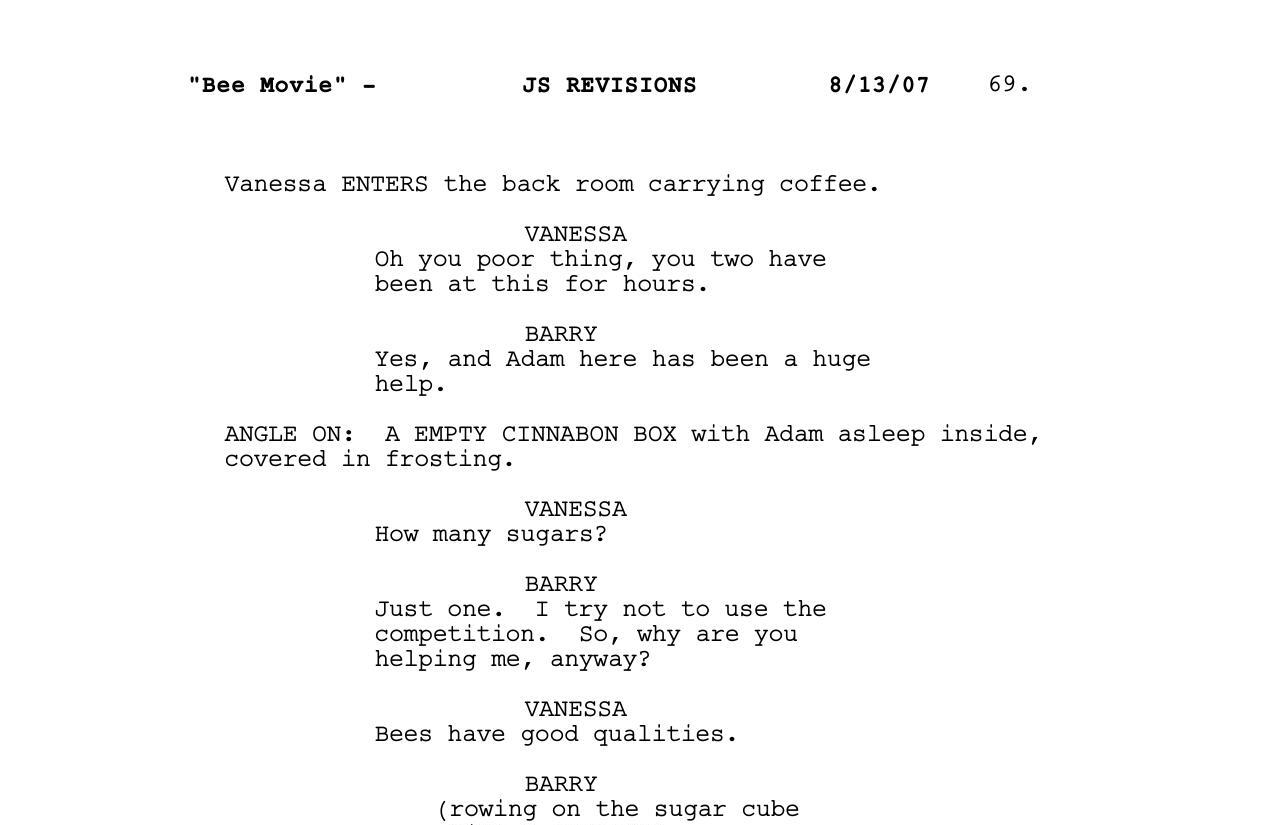 "Bee Movie" - JS REVISIONS 8/13/07 69.
Vanessa ENTERS the back room carrying coffee.
VANESSA
Oh you poor thing, you two have
been at this for hours.
BARRY
Yes, and Adam here has been a huge
help.
ANGLE ON:  A EMPTY CINNABON BOX with Adam asleep inside,
covered in frosting.
VANESSA
How many sugars?
BARRY
Just one.  I try not to use the
competition.  So, why are you
helping me, anyway?
VANESSA
Bees have good qualities.
BARRY
(rowing on the sugar cube